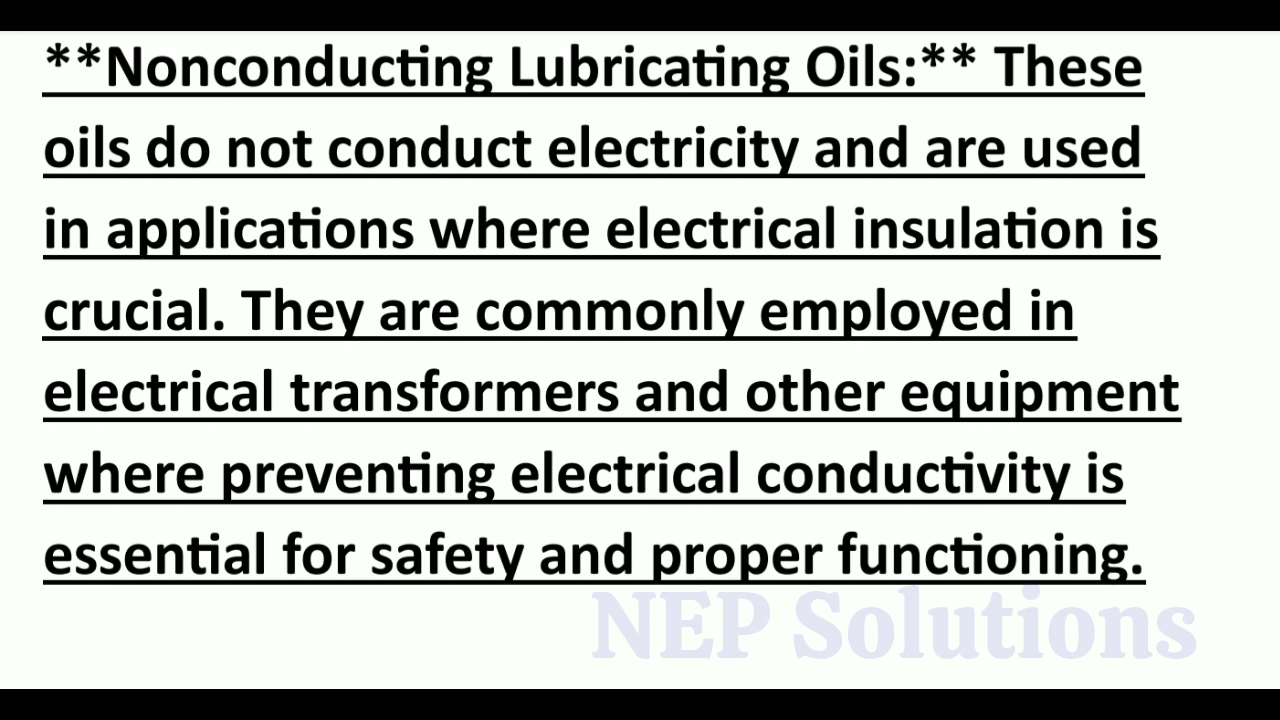 **Nonconducting Lubricating Oils:** These
oils do not conduct electricity and are used
in applications where electrical insulation is
crucial. They are commonly employed in
electrical transformers and other equipment
where preventing electrical conductivity is
essential for safety and proper functioning.
NEP Solutions